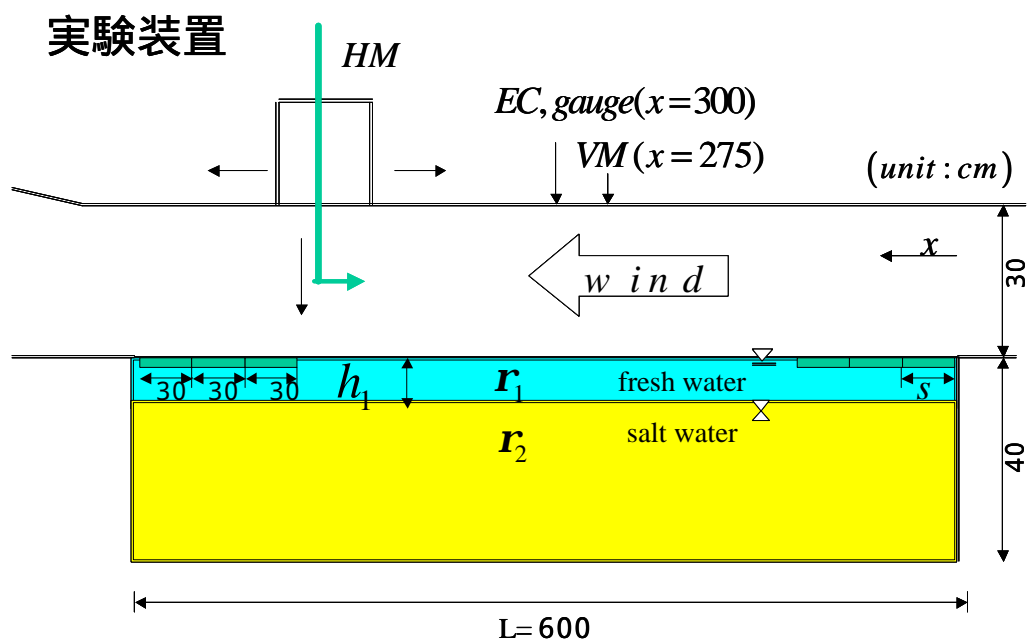 実験装置
HM
EC, gauge(x=300)
VM (x=275)
(unit : cm)
x
w ind
30
30 30 30
h1
r1
fresh water
s
r2
salt water
40
L=600